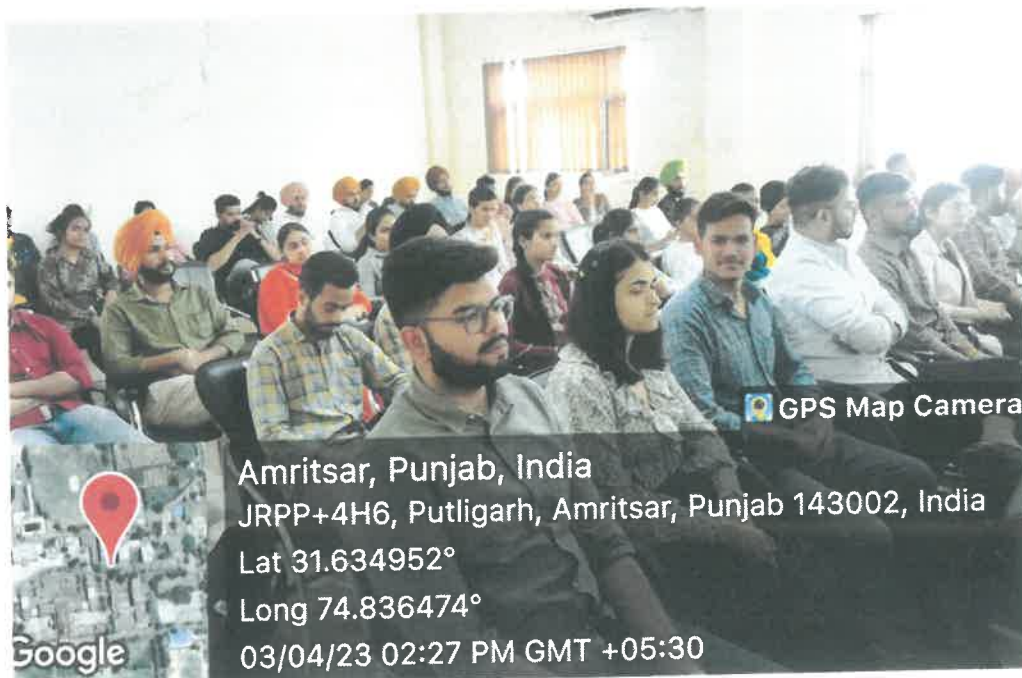 GPS Map Camera
Amritsar, Punjab, India
JRPP+4H6, Putligarh, Amritsar, Punjab 143002, India
Lat 31.634952°
Long 74.836474°
03/04/23 02:27 PM GMT +05:30
Google